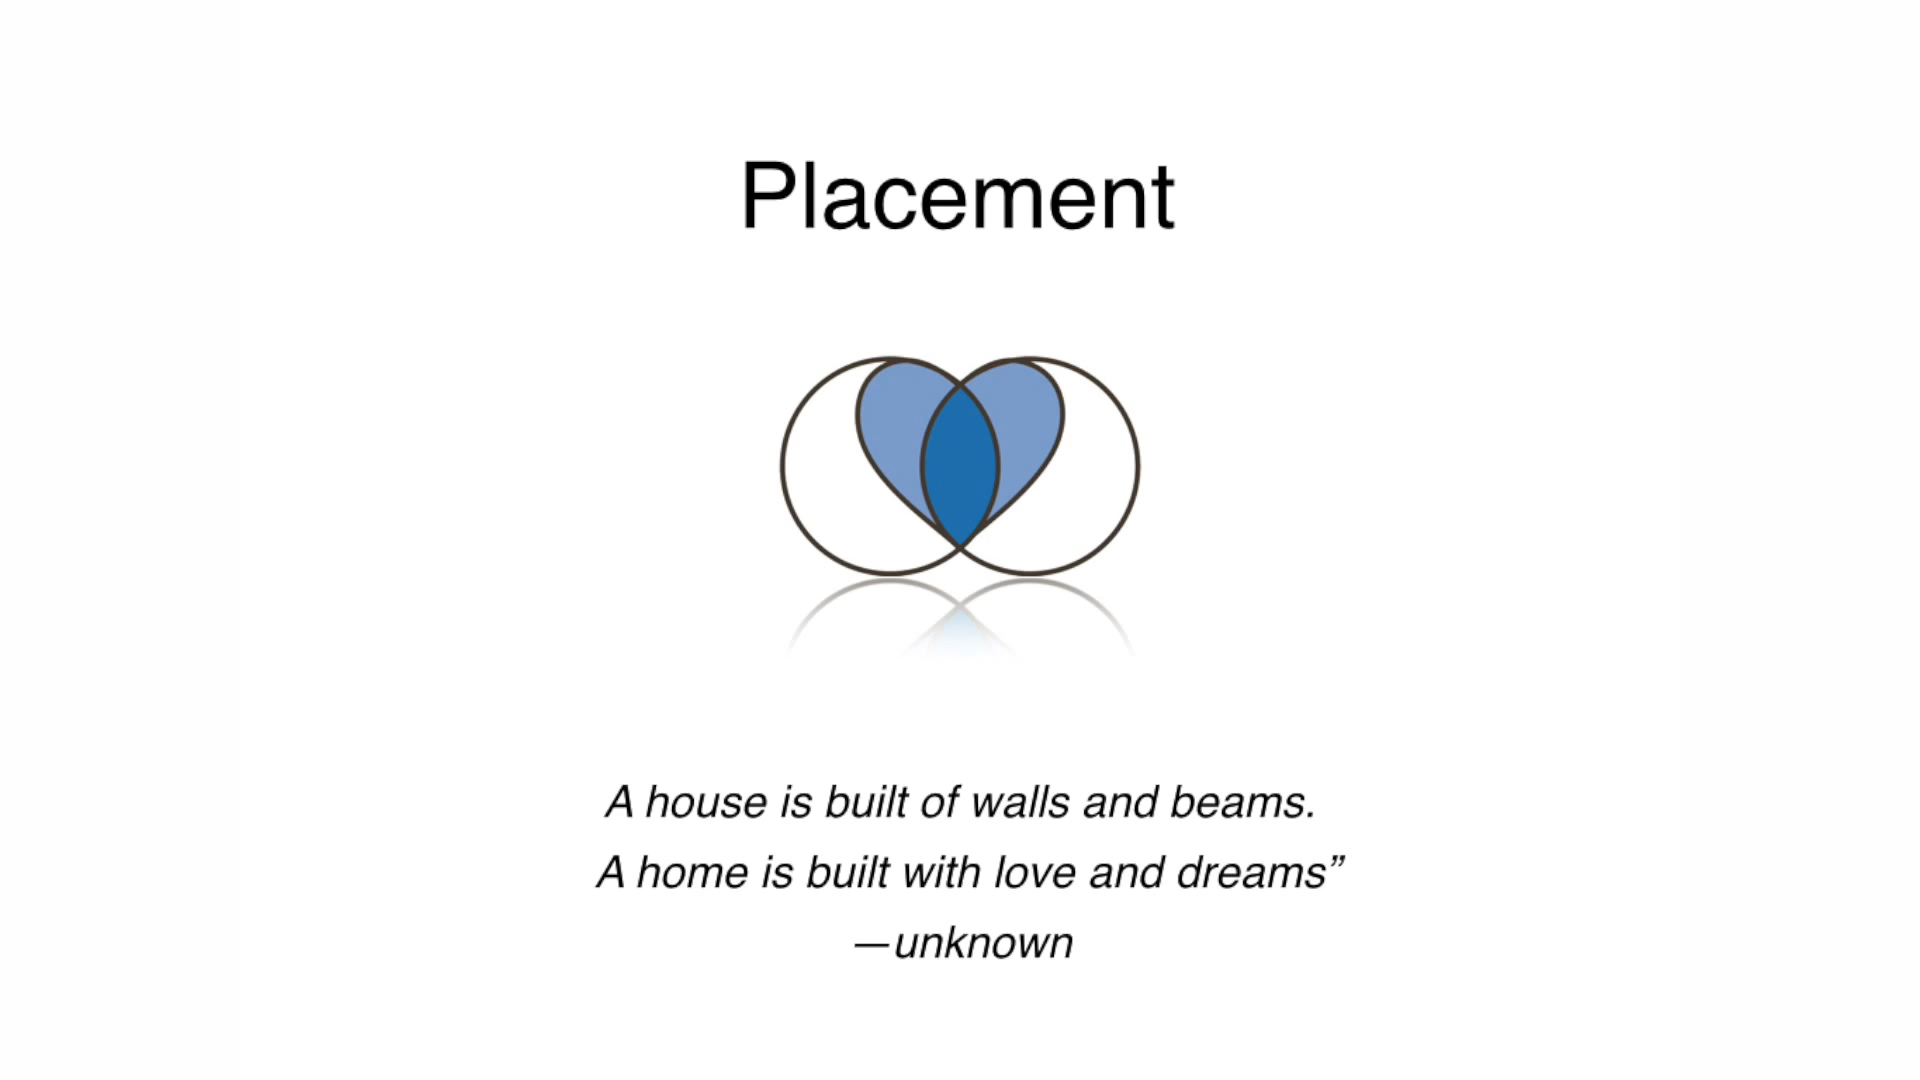 Placement
A house is built of walls and beams.
A home is built with love and dreams”
—unknown